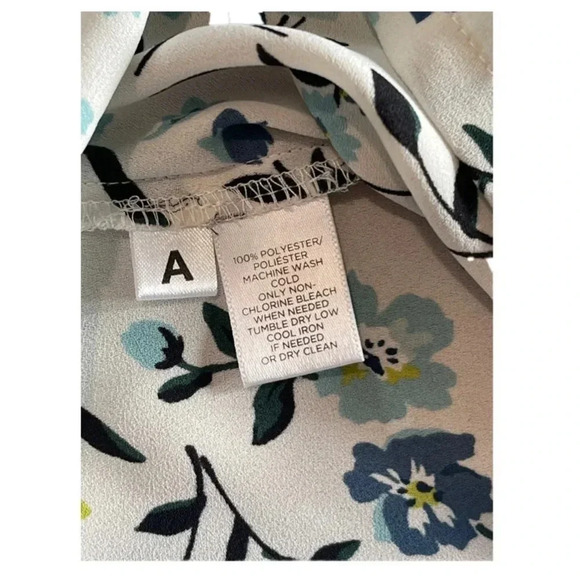 A
100% POLYESTER/
POLIÉSTER
MACHINE WASH
COLD
ONLY NON-
CHLORINE BLEACH
WHEN NEEDED
TUMBLE DRY LOW
COOL IRON
IF NEEDED
OR DRY CLEAN